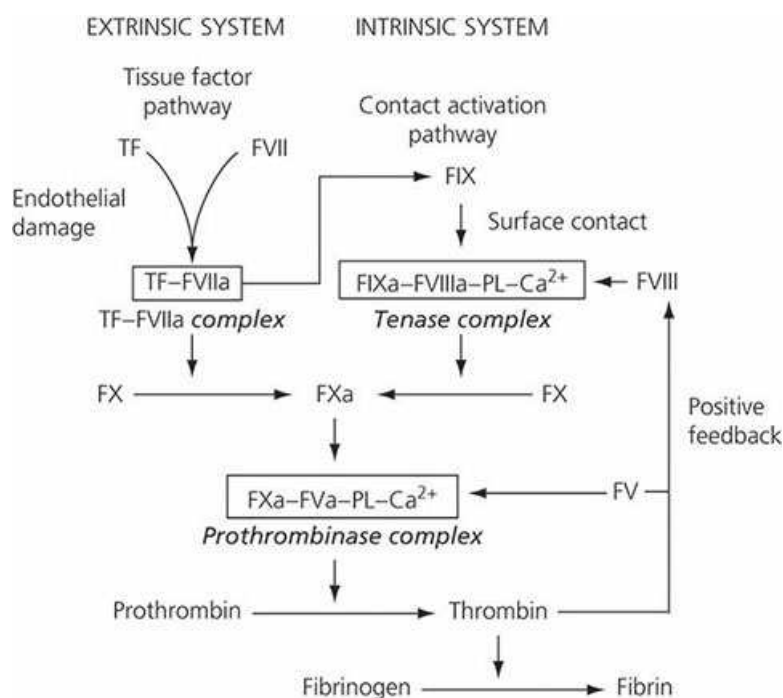 EXTRINSIC SYSTEM
INTRINSIC SYSTEM
Tissue factor
pathway
Contact activation
pathway
TF
FVII
FIX
Endothelial
damage
Surface contact
TF–FVIIa
FIXa–FVIIIa–PL–Ca²⁺
FVIII
TF–FVIIa complex
Tenase complex
FX
FXa
FX
Positive
feedback
FXa–FVa–PL–Ca²⁺
FV
Prothrombinase complex
Prothrombin
Thrombin
Fibrinogen
Fibrin